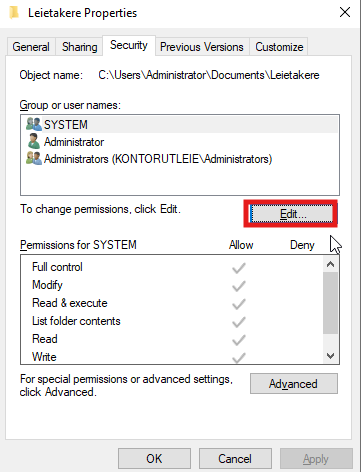 Leietakere Properties
General Sharing Security Previous Versions Customize
Object name: C:\Users\Administrator\Documents\Leietakere
Group or user names:
SYSTEM
Administrator
Administrators (KONTORUTLEIE\Administrators)
To change permissions, click Edit. Edit...
Permissions for SYSTEM Allow Deny
Full control
Modify
Read & execute
List folder contents
Read
Write
For special permissions or advanced settings, Advanced
click Advanced.
OK Cancel Apply